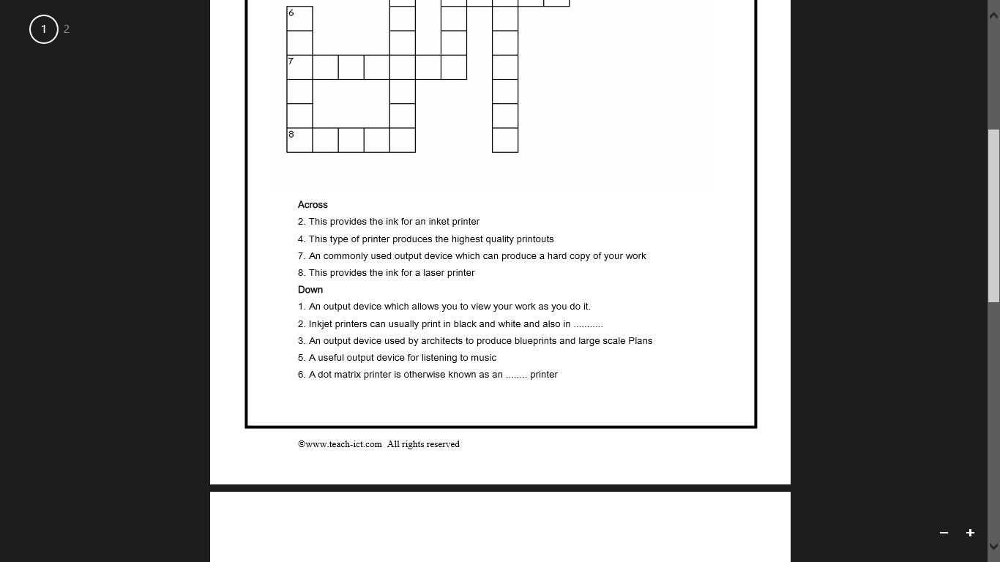 1 2
6
7
8
Across
2. This provides the ink for an inket printer
4. This type of printer produces the highest quality printouts
7. An commonly used output device which can produce a hard copy of your work
8. This provides the ink for a laser printer
Down
1. An output device which allows you to view your work as you do it.
2. Inkjet printers can usually print in black and white and also in ...........
3. An output device used by architects to produce blueprints and large scale Plans
5. A useful output device for listening to music
6. A dot matrix printer is otherwise known as an ........ printer
©www.teach-ict.com All rights reserved